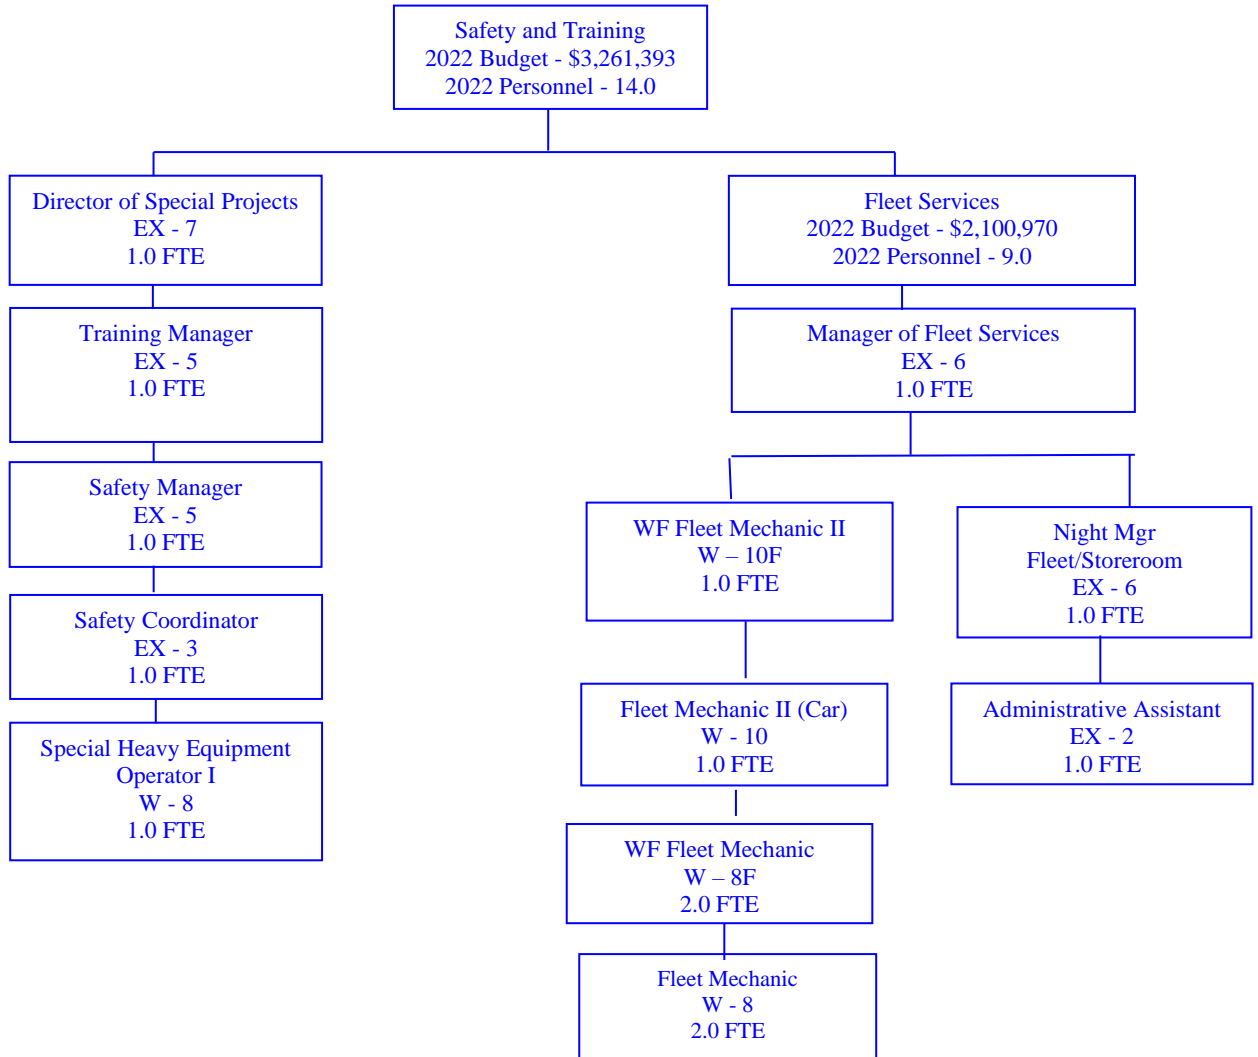 Safety and Training
2022 Budget - $3,261,393
2022 Personnel - 14.0
Director of Special Projects
EX - 7
1.0 FTE
Training Manager
EX - 5
1.0 FTE
Safety Manager
EX - 5
1.0 FTE
Safety Coordinator
EX - 3
1.0 FTE
Special Heavy Equipment
Operator I
W - 8
1.0 FTE
Fleet Services
2022 Budget - $2,100,970
2022 Personnel - 9.0
Manager of Fleet Services
EX - 6
1.0 FTE
WF Fleet Mechanic II
W – 10F
1.0 FTE
Fleet Mechanic II (Car)
W - 10
1.0 FTE
WF Fleet Mechanic
W – 8F
2.0 FTE
Fleet Mechanic
W - 8
2.0 FTE
Night Mgr
Fleet/Storeroom
EX - 6
1.0 FTE
Administrative Assistant
EX - 2
1.0 FTE